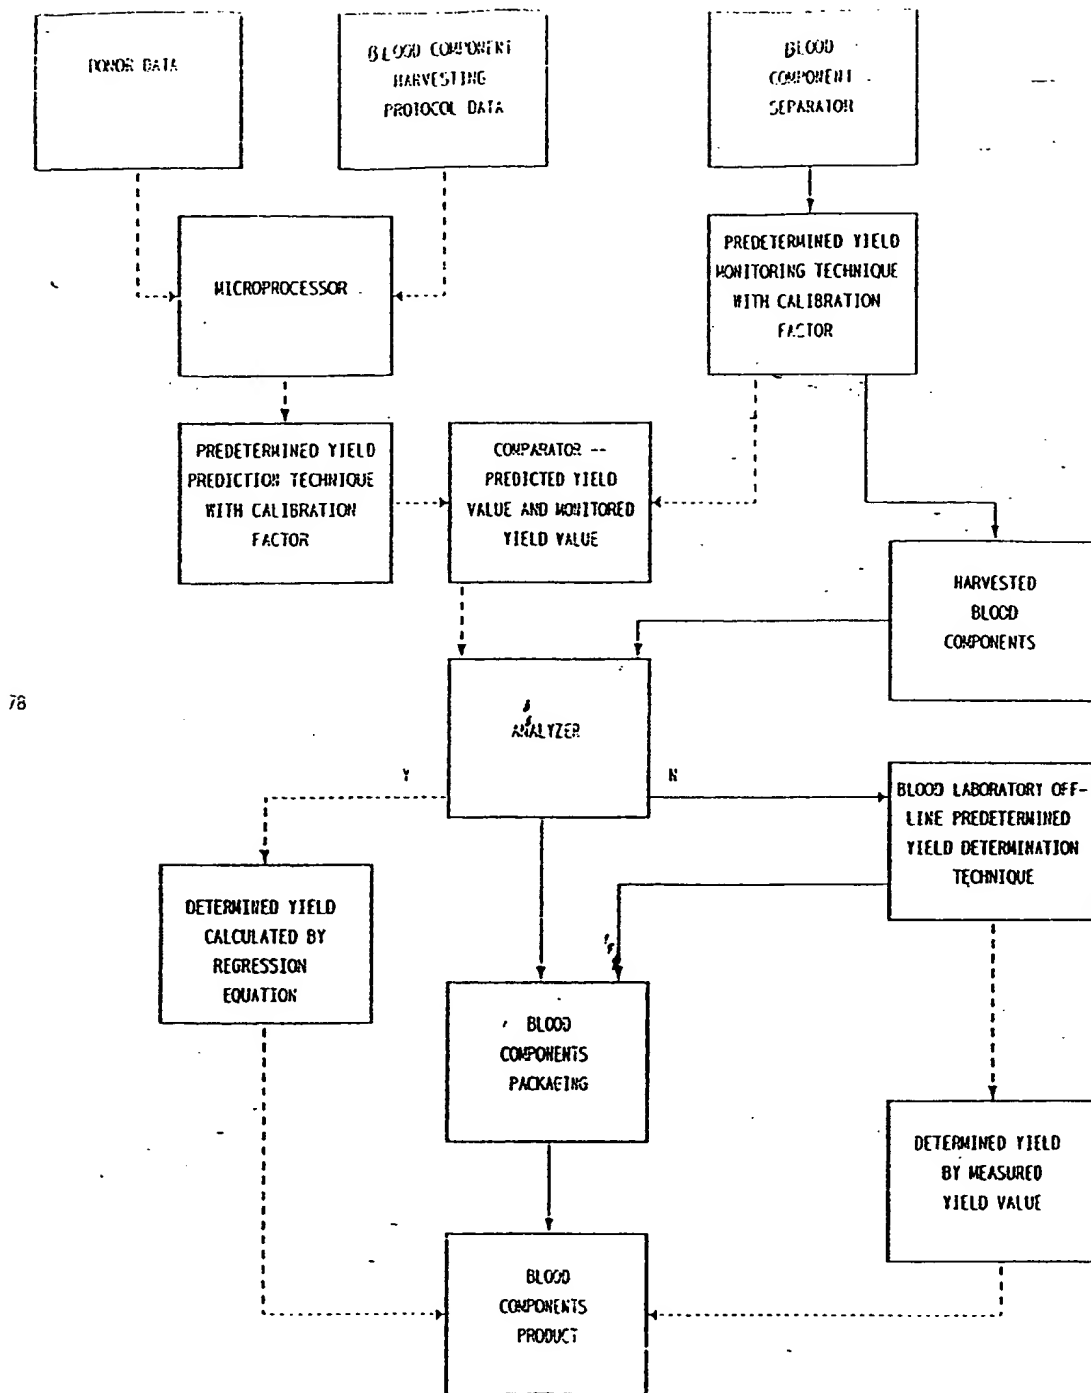 DONOR DATA
BLOOD COMPONENT
HARVESTING
PROTOCOL DATA
BLOOD
COMPONENT
SEPARATOR
MICROPROCESSOR
PREDETERMINED YIELD
MONITORING TECHNIQUE
WITH CALIBRATION
FACTOR
PREDETERMINED YIELD
PREDICTION TECHNIQUE
WITH CALIBRATION
FACTOR
COMPARATOR --
PREDICTED YIELD
VALUE AND MONITORED
YIELD VALUE
HARVESTED
BLOOD
COMPONENTS
78
ANALYZER
Y
N
BLOOD LABORATORY OFF-
LINE PREDETERMINED
YIELD DETERMINATION
TECHNIQUE
DETERMINED YIELD
CALCULATED BY
REGRESSION
EQUATION
BLOOD
COMPONENTS
PACKAGING
DETERMINED YIELD
BY MEASURED
YIELD VALUE
BLOOD
COMPONENTS
PRODUCT